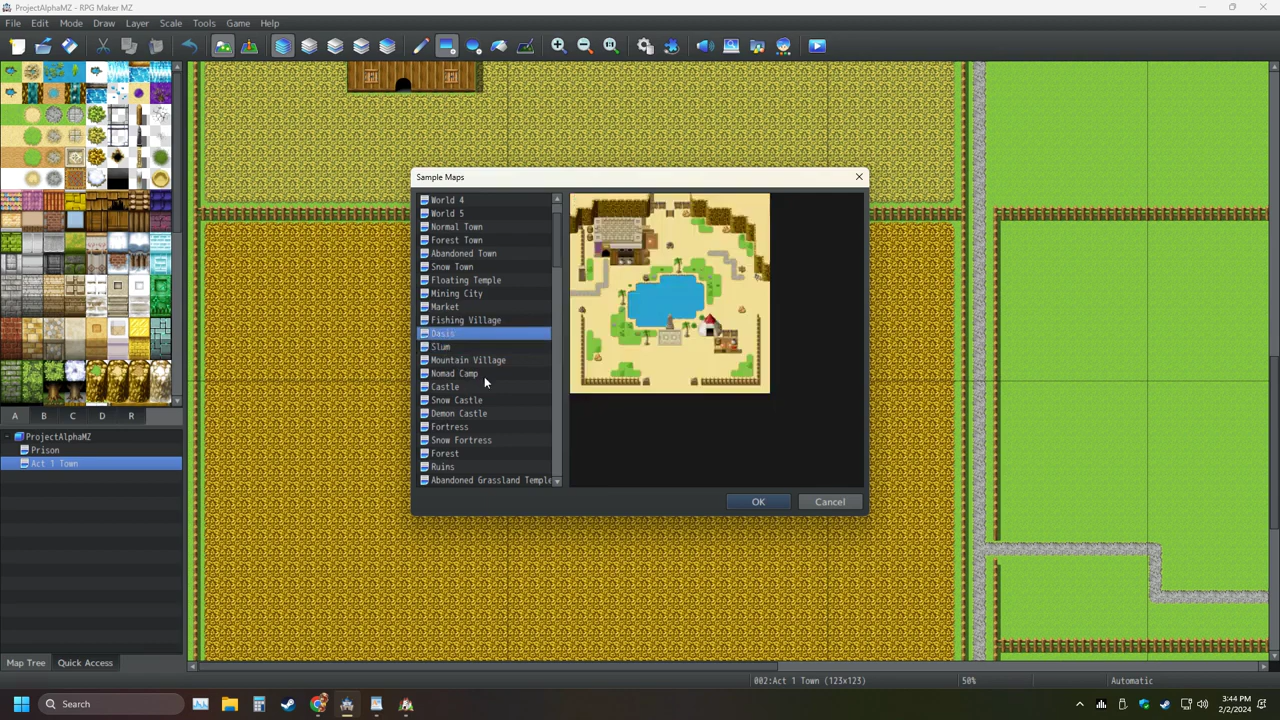 ProjectAlphaMZ - RPG Maker MZ
File Edit Mode Draw Layer Scale Tools Game Help
Sample Maps
World 4
World 5
Normal Town
Forest Town
Abandoned Town
Snow Town
Floating Temple
Mining City
Market
Fishing Village
Oasis
Slum
Mountain Village
Nomad Camp
Castle
Snow Castle
Demon Castle
Fortress
Snow Fortress
Forest
Ruins
Abandoned Grassland Temple
OK Cancel
A B C D R
ProjectAlphaMZ
Prison
Act 1 Town
Map Tree Quick Access
002:Act 1 Town (123x123) 50% Automatic
Search
3:44 PM
2/2/2024